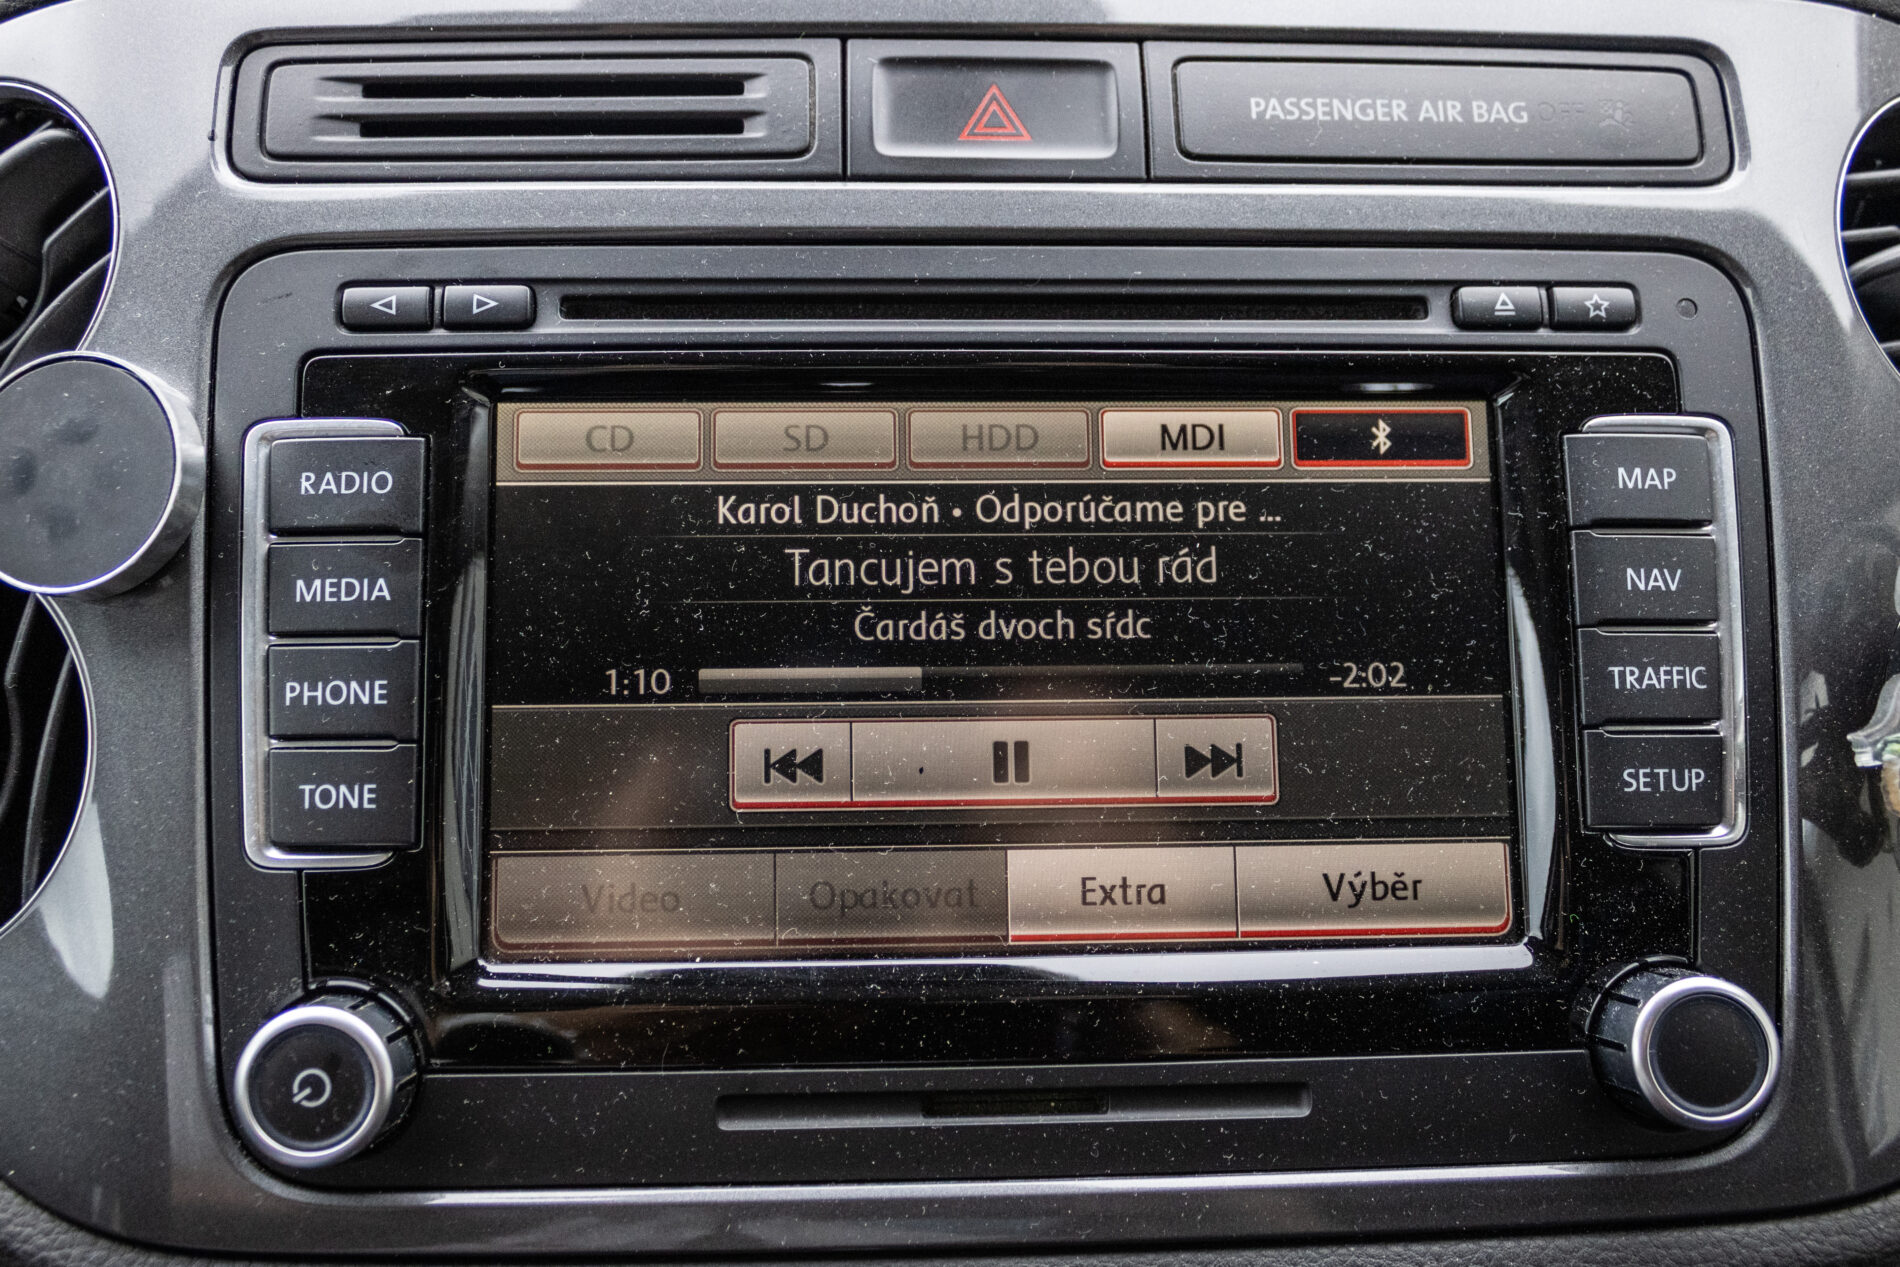 PASSENGER AIR BAG OFF
CD SD HDD MDI
RADIO
MEDIA
PHONE
TONE
Karol Duchoň • Odporúčame pre ...
Tancujem s tebou rád
Čardáš dvoch sŕdc
1:10 -2:02
Video Opakovat Extra Výběr
MAP
NAV
TRAFFIC
SETUP